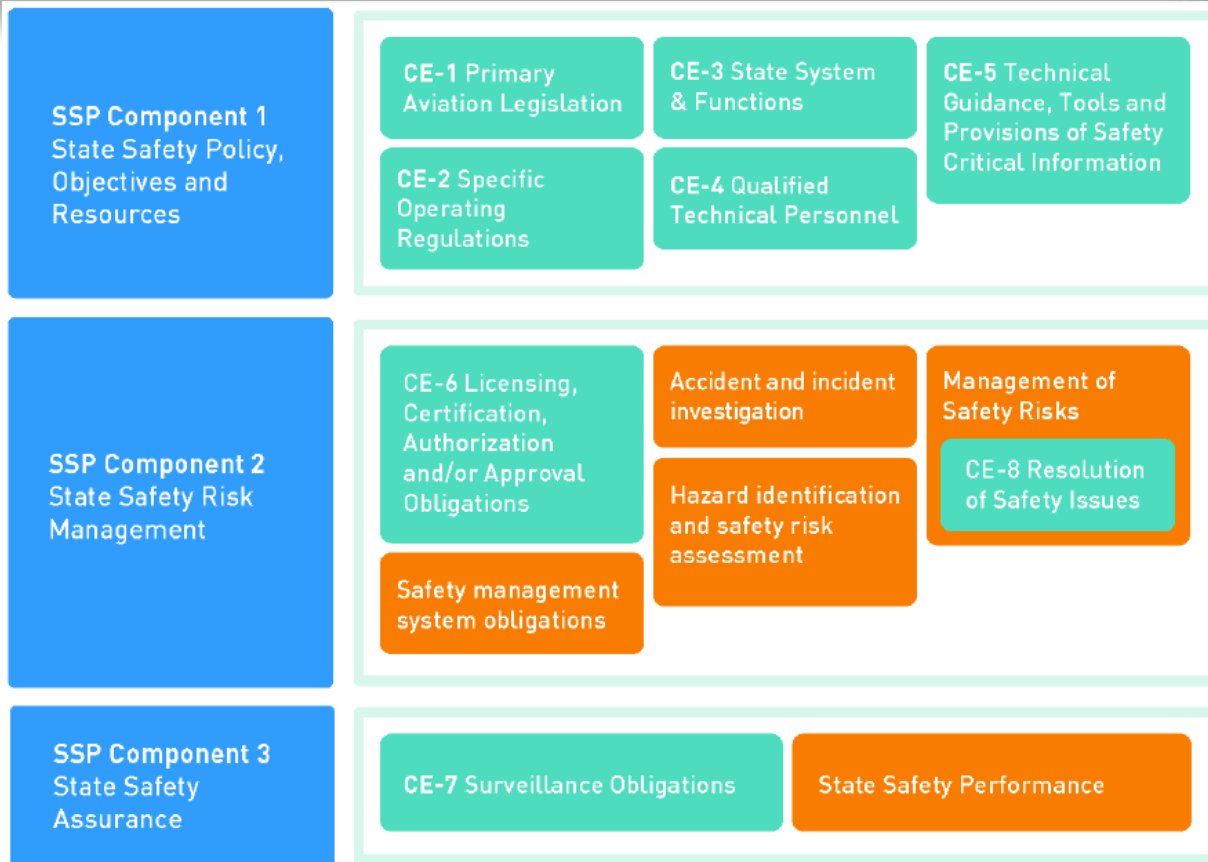 SSP Component 1
State Safety Policy,
Objectives and
Resources
CE-1 Primary
Aviation Legislation
CE-2 Specific
Operating
Regulations
CE-3 State System
& Functions
CE-4 Qualified
Technical Personnel
CE-5 Technical
Guidance, Tools and
Provisions of Safety
Critical Information
SSP Component 2
State Safety Risk
Management
CE-6 Licensing,
Certification,
Authorization
and/or Approval
Obligations
Safety management
system obligations
Accident and incident
investigation
Hazard identification
and safety risk
assessment
Management of
Safety Risks
CE-8 Resolution
of Safety Issues
SSP Component 3
State Safety
Assurance
CE-7 Surveillance Obligations
State Safety Performance